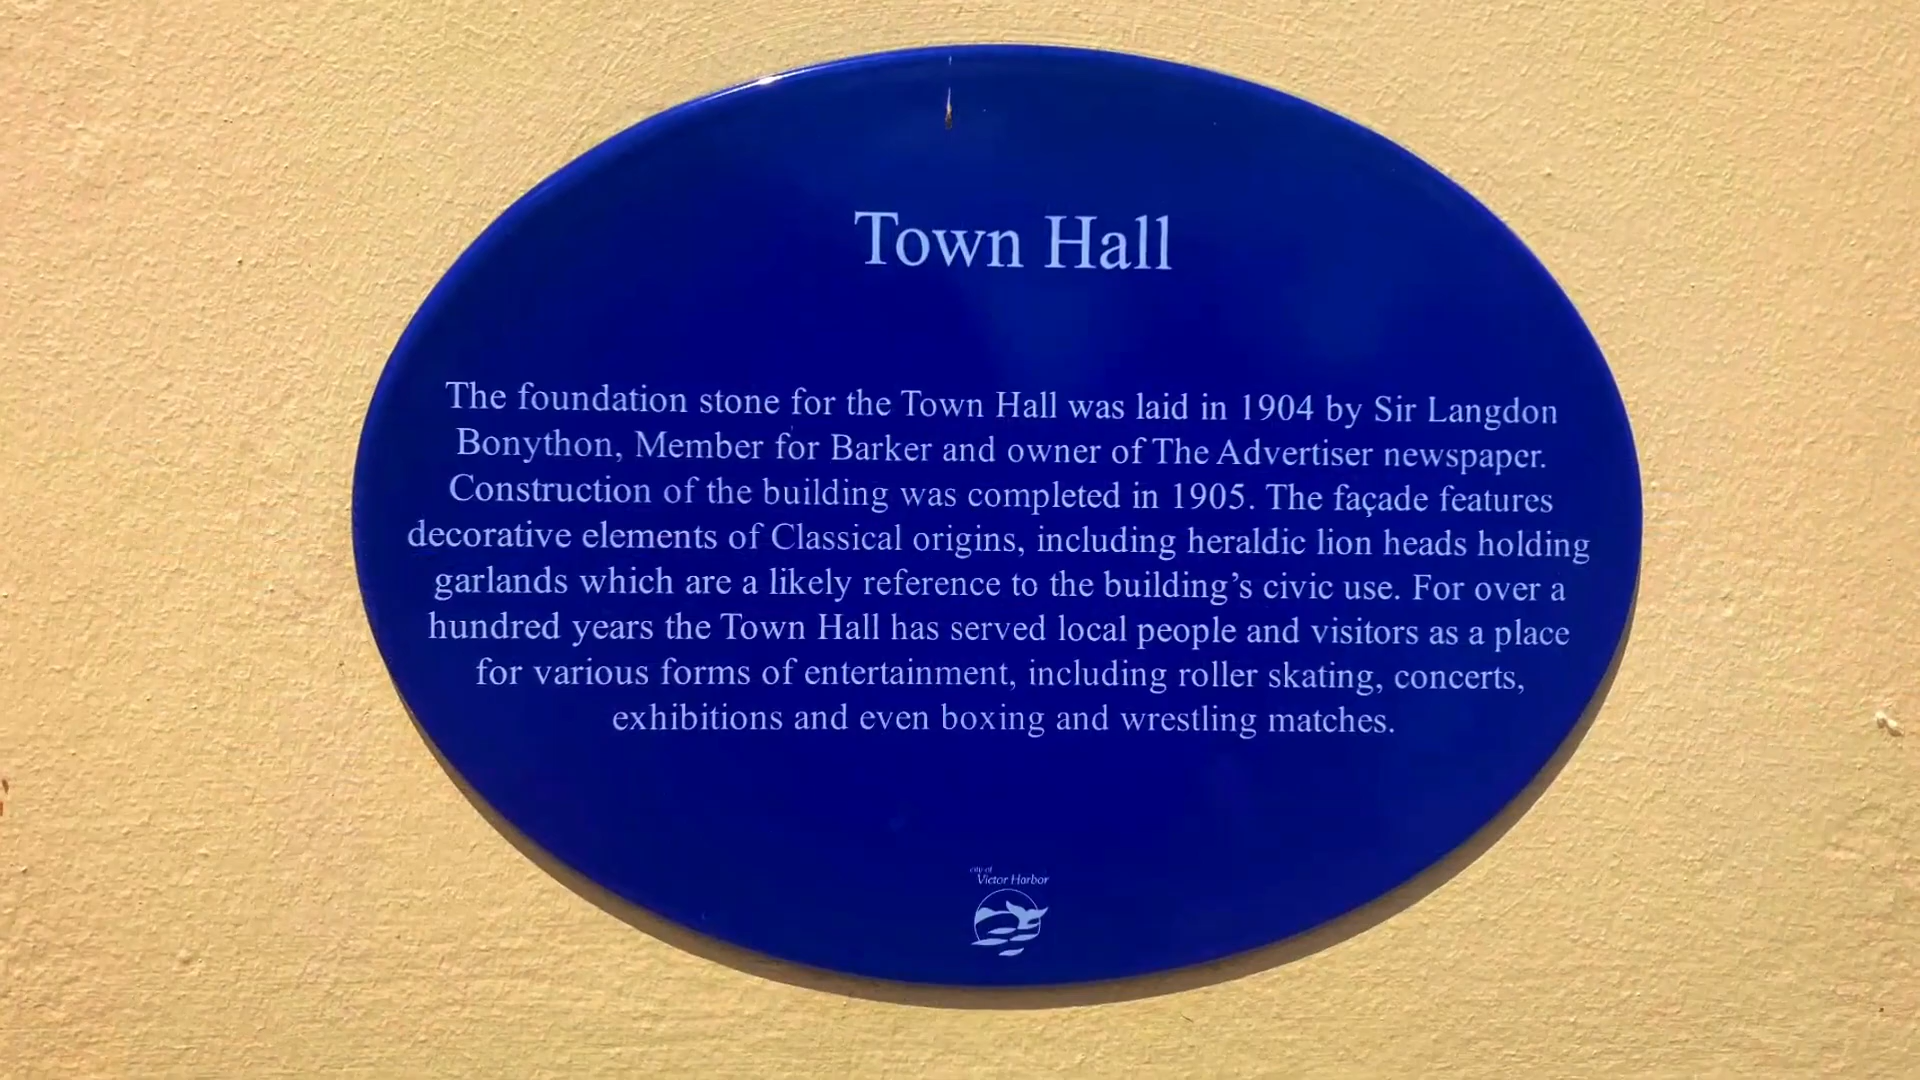 Town Hall
The foundation stone for the Town Hall was laid in 1904 by Sir Langdon
Bonython, Member for Barker and owner of The Advertiser newspaper.
Construction of the building was completed in 1905. The façade features
decorative elements of Classical origins, including heraldic lion heads holding
garlands which are a likely reference to the building’s civic use. For over a
hundred years the Town Hall has served local people and visitors as a place
for various forms of entertainment, including roller skating, concerts,
exhibitions and even boxing and wrestling matches.
city of
Victor Harbor